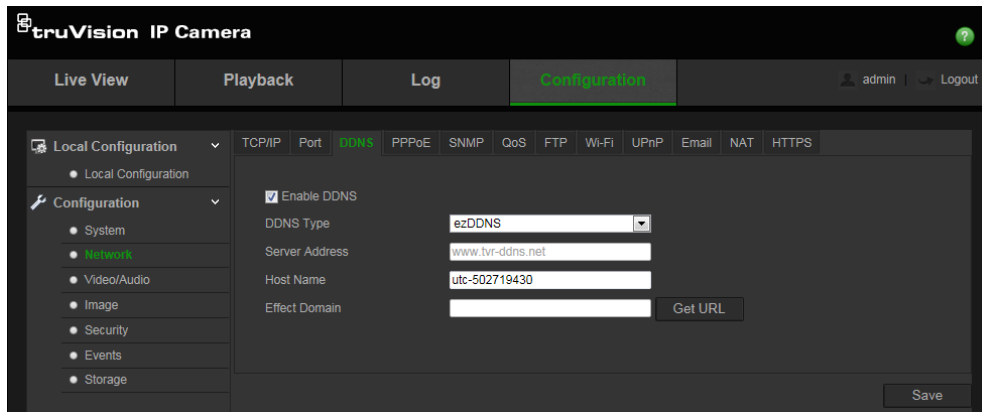 truVision IP Camera
?
Live View Playback Log Configuration admin | Logout
Local Configuration
Local Configuration
Configuration
System
Network
Video/Audio
Image
Security
Events
Storage
TCP/IP Port DDNS PPPoE SNMP QoS FTP Wi-Fi UPnP Email NAT HTTPS
Enable DDNS
DDNS Type ezDDNS
Server Address www.tvr-ddns.net
Host Name utc-502719430
Effect Domain Get URL
Save